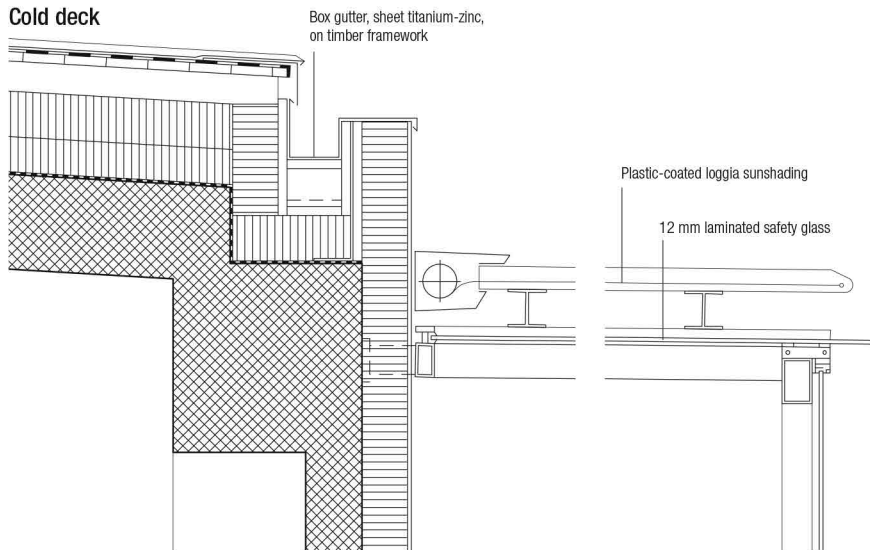 Cold deck
Box gutter, sheet titanium-zinc,
on timber framework
Plastic-coated loggia sunshading
12 mm laminated safety glass